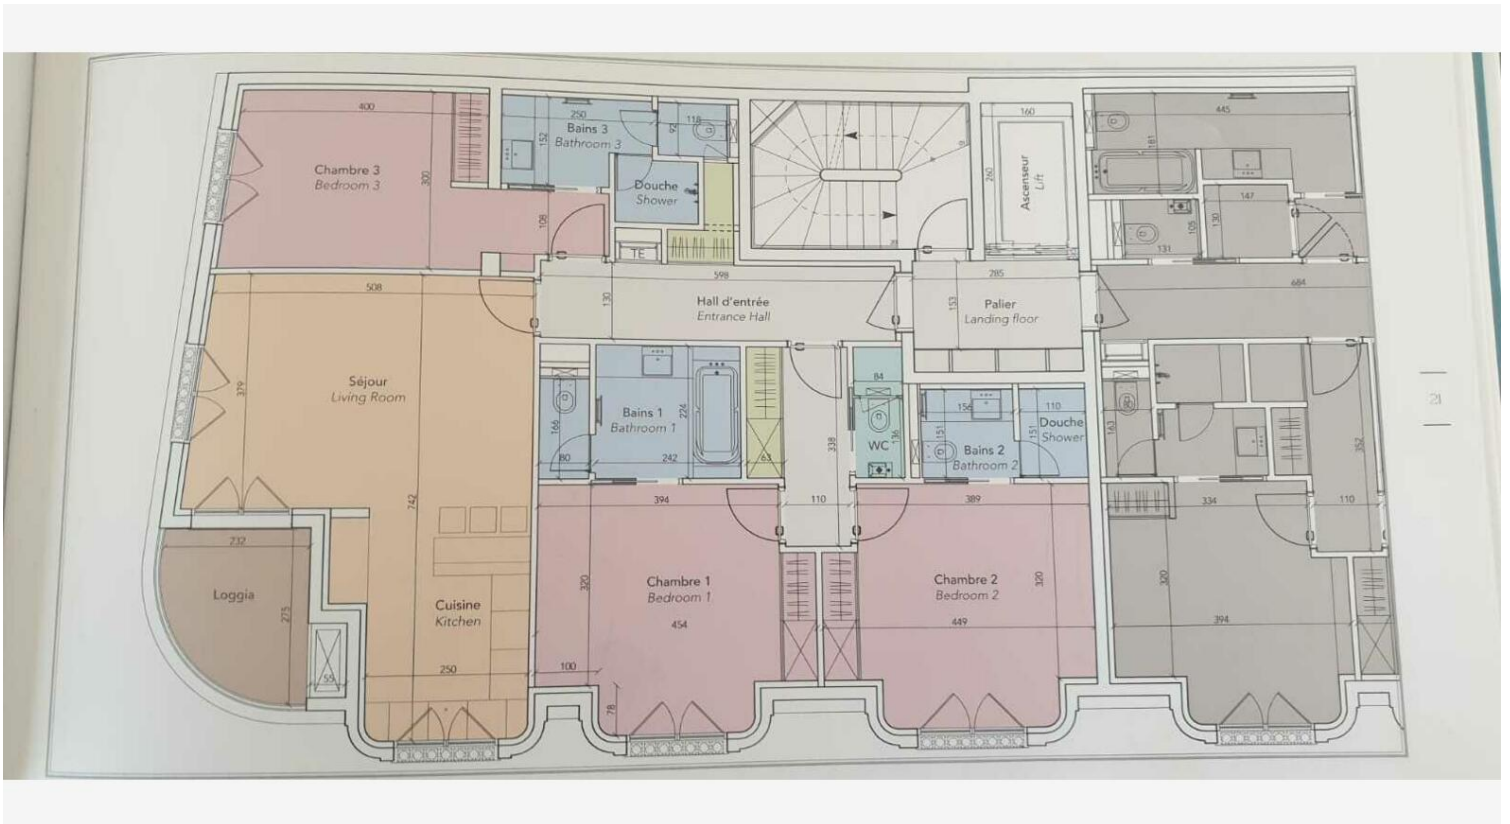 400
Chambre 3
Bedroom 3
300
108
250
152
Bains 3
Bathroom 3
118
92
Douche
Shower
TE
160
260
Ascenseur
Lift
445
181
147
130
105
131
598
130
Hall d'entrée
Entrance Hall
285
153
Palier
Landing floor
684
508
379
Séjour
Living Room
742
166
80
Bains 1
Bathroom 1
224
242
63
338
110
84
136
WC
156
151
Bains 2
Bathroom 2
110
151
Douche
Shower
163
80
352
110
21
232
Loggia
275
55
Cuisine
Kitchen
250
394
320
Chambre 1
Bedroom 1
454
100
78
389
320
Chambre 2
Bedroom 2
449
334
320
394